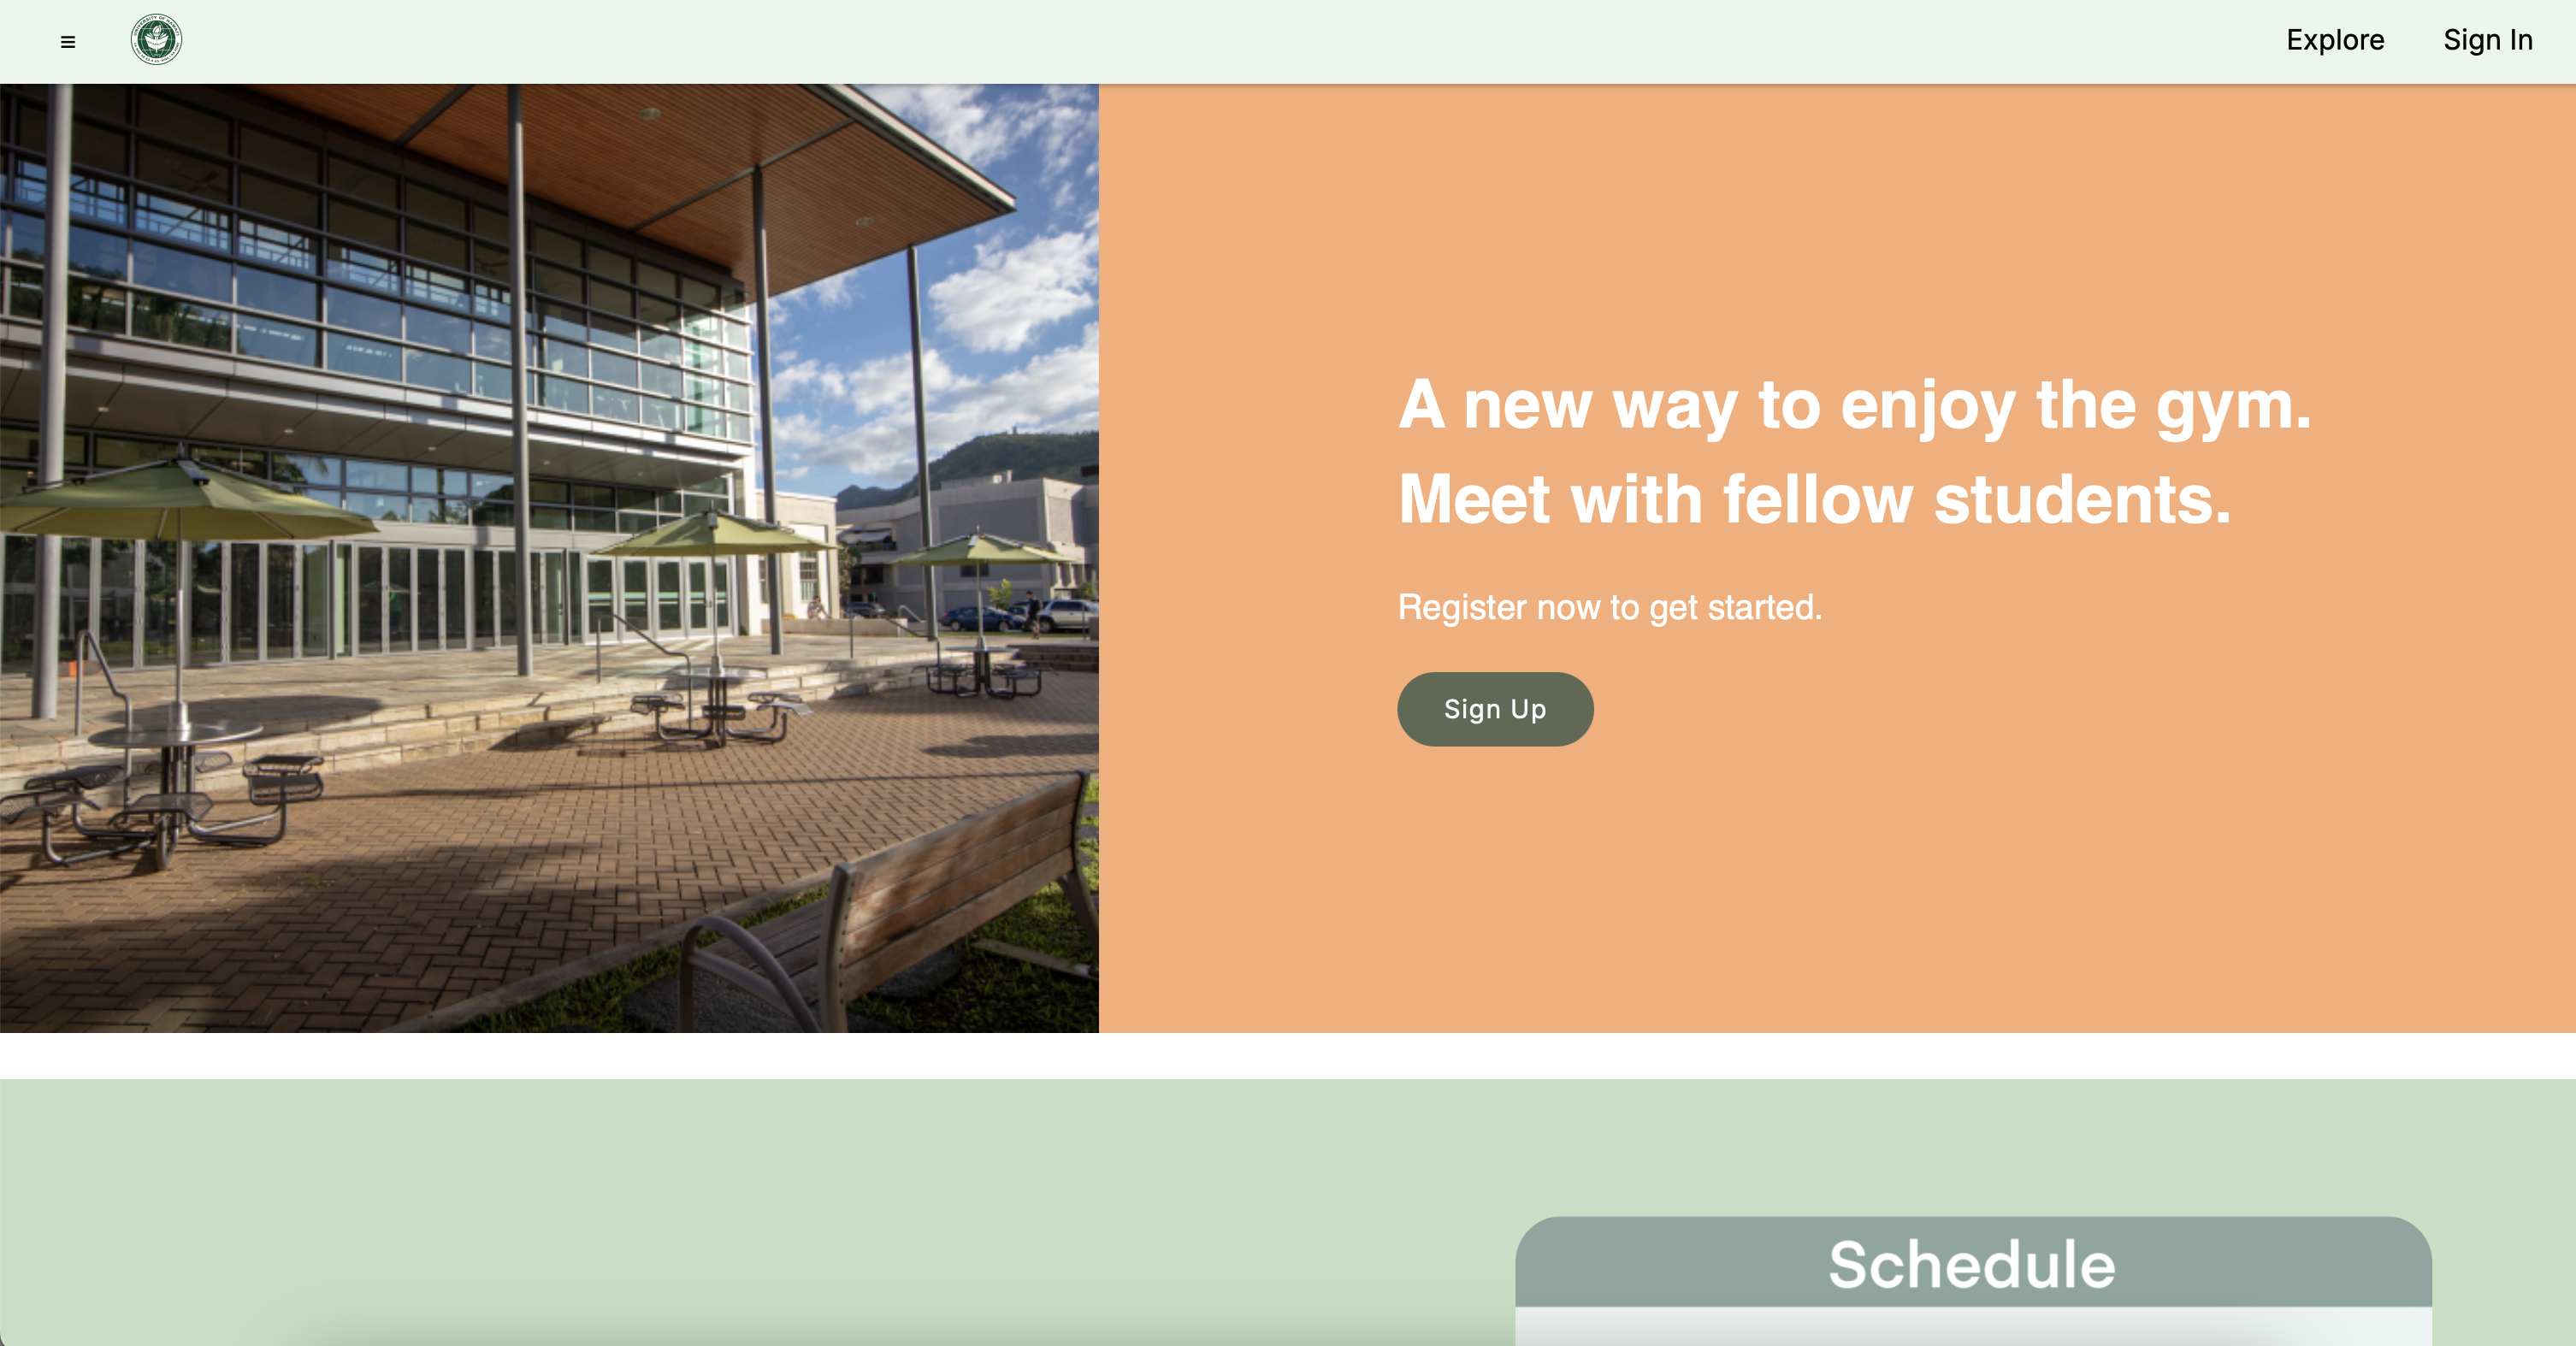 Explore
Sign In
A new way to enjoy the gym.
Meet with fellow students.
Register now to get started.
Sign Up
Schedule